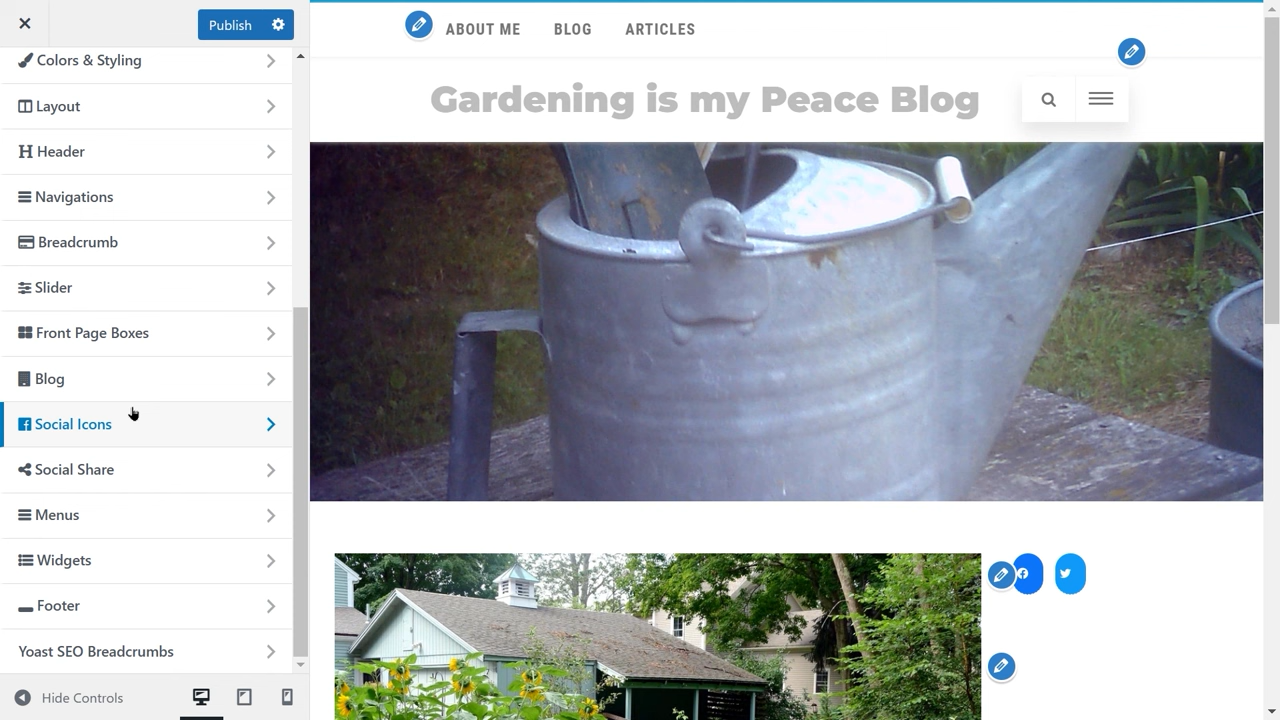 Publish
Colors & Styling
Layout
Header
Navigations
Breadcrumb
Slider
Front Page Boxes
Blog
Social Icons
Social Share
Menus
Widgets
Footer
Yoast SEO Breadcrumbs
Hide Controls
ABOUT ME BLOG ARTICLES
Gardening is my Peace Blog